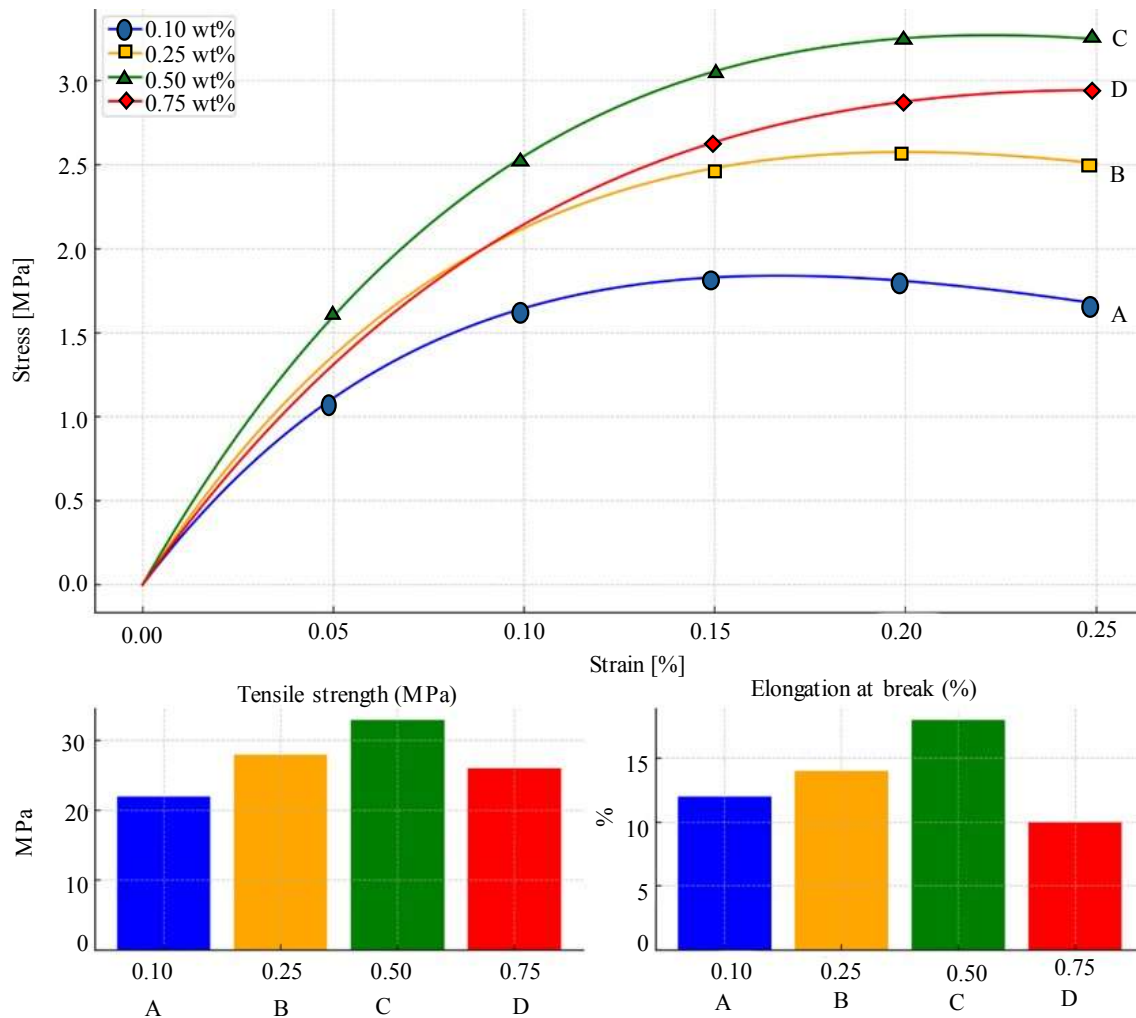 0.10 wt%
0.25 wt%
0.50 wt%
0.75 wt%
Stress [MPa]
3.0
2.5
2.0
1.5
1.0
0.5
0.0
C
D
B
A
0.00 0.05 0.10 0.15 0.20 0.25
Strain [%]
Tensile strength (MPa)
MPa
30
20
10
0
0.10 0.25 0.50 0.75
A B C D
Elongation at break (%)
%
15
10
5
0
0.10 0.25 0.50 0.75
A B C D